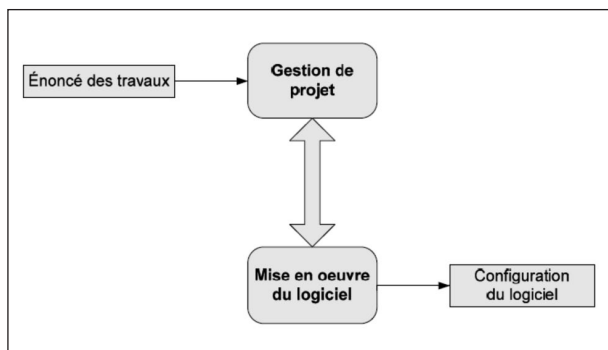 Gestion de
projet
Énoncé des travaux
Mise en oeuvre
du logiciel
Configuration
du logiciel